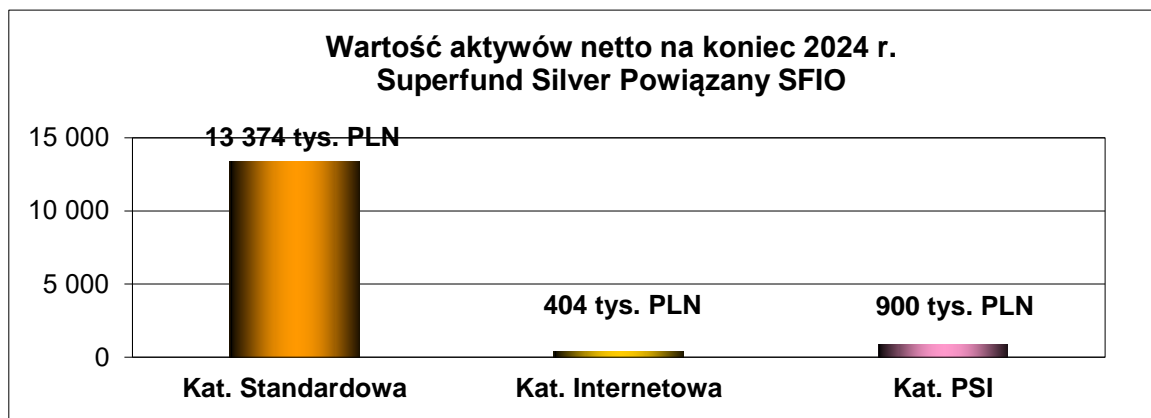 Wartość aktywów netto na koniec 2024 r.
Superfund Silver Powiązany SFIO
15 000
13 374 tys. PLN
10 000
5 000
404 tys. PLN
900 tys. PLN
0
Kat. Standardowa
Kat. Internetowa
Kat. PSI